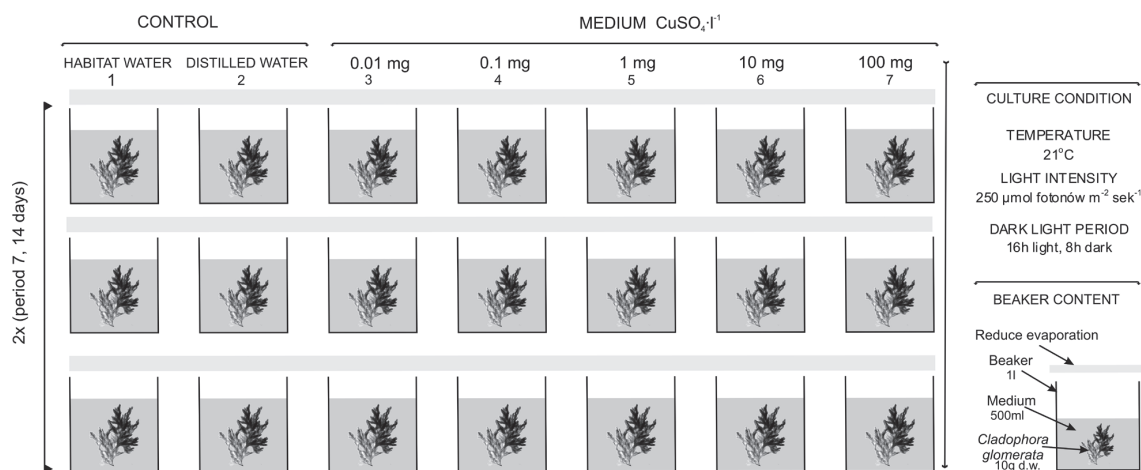 CONTROL
MEDIUM CuSO₄·l⁻¹
HABITAT WATER
1
DISTILLED WATER
2
0.01 mg
3
0.1 mg
4
1 mg
5
10 mg
6
100 mg
7
2x (period 7, 14 days)
CULTURE CONDITION
TEMPERATURE
21°C
LIGHT INTENSITY
250 µmol fotonów m⁻² sek⁻¹
DARK LIGHT PERIOD
16h light, 8h dark
BEAKER CONTENT
Reduce evaporation
Beaker
1l
Medium
500ml
Cladophora
glomerata
10g d.w.